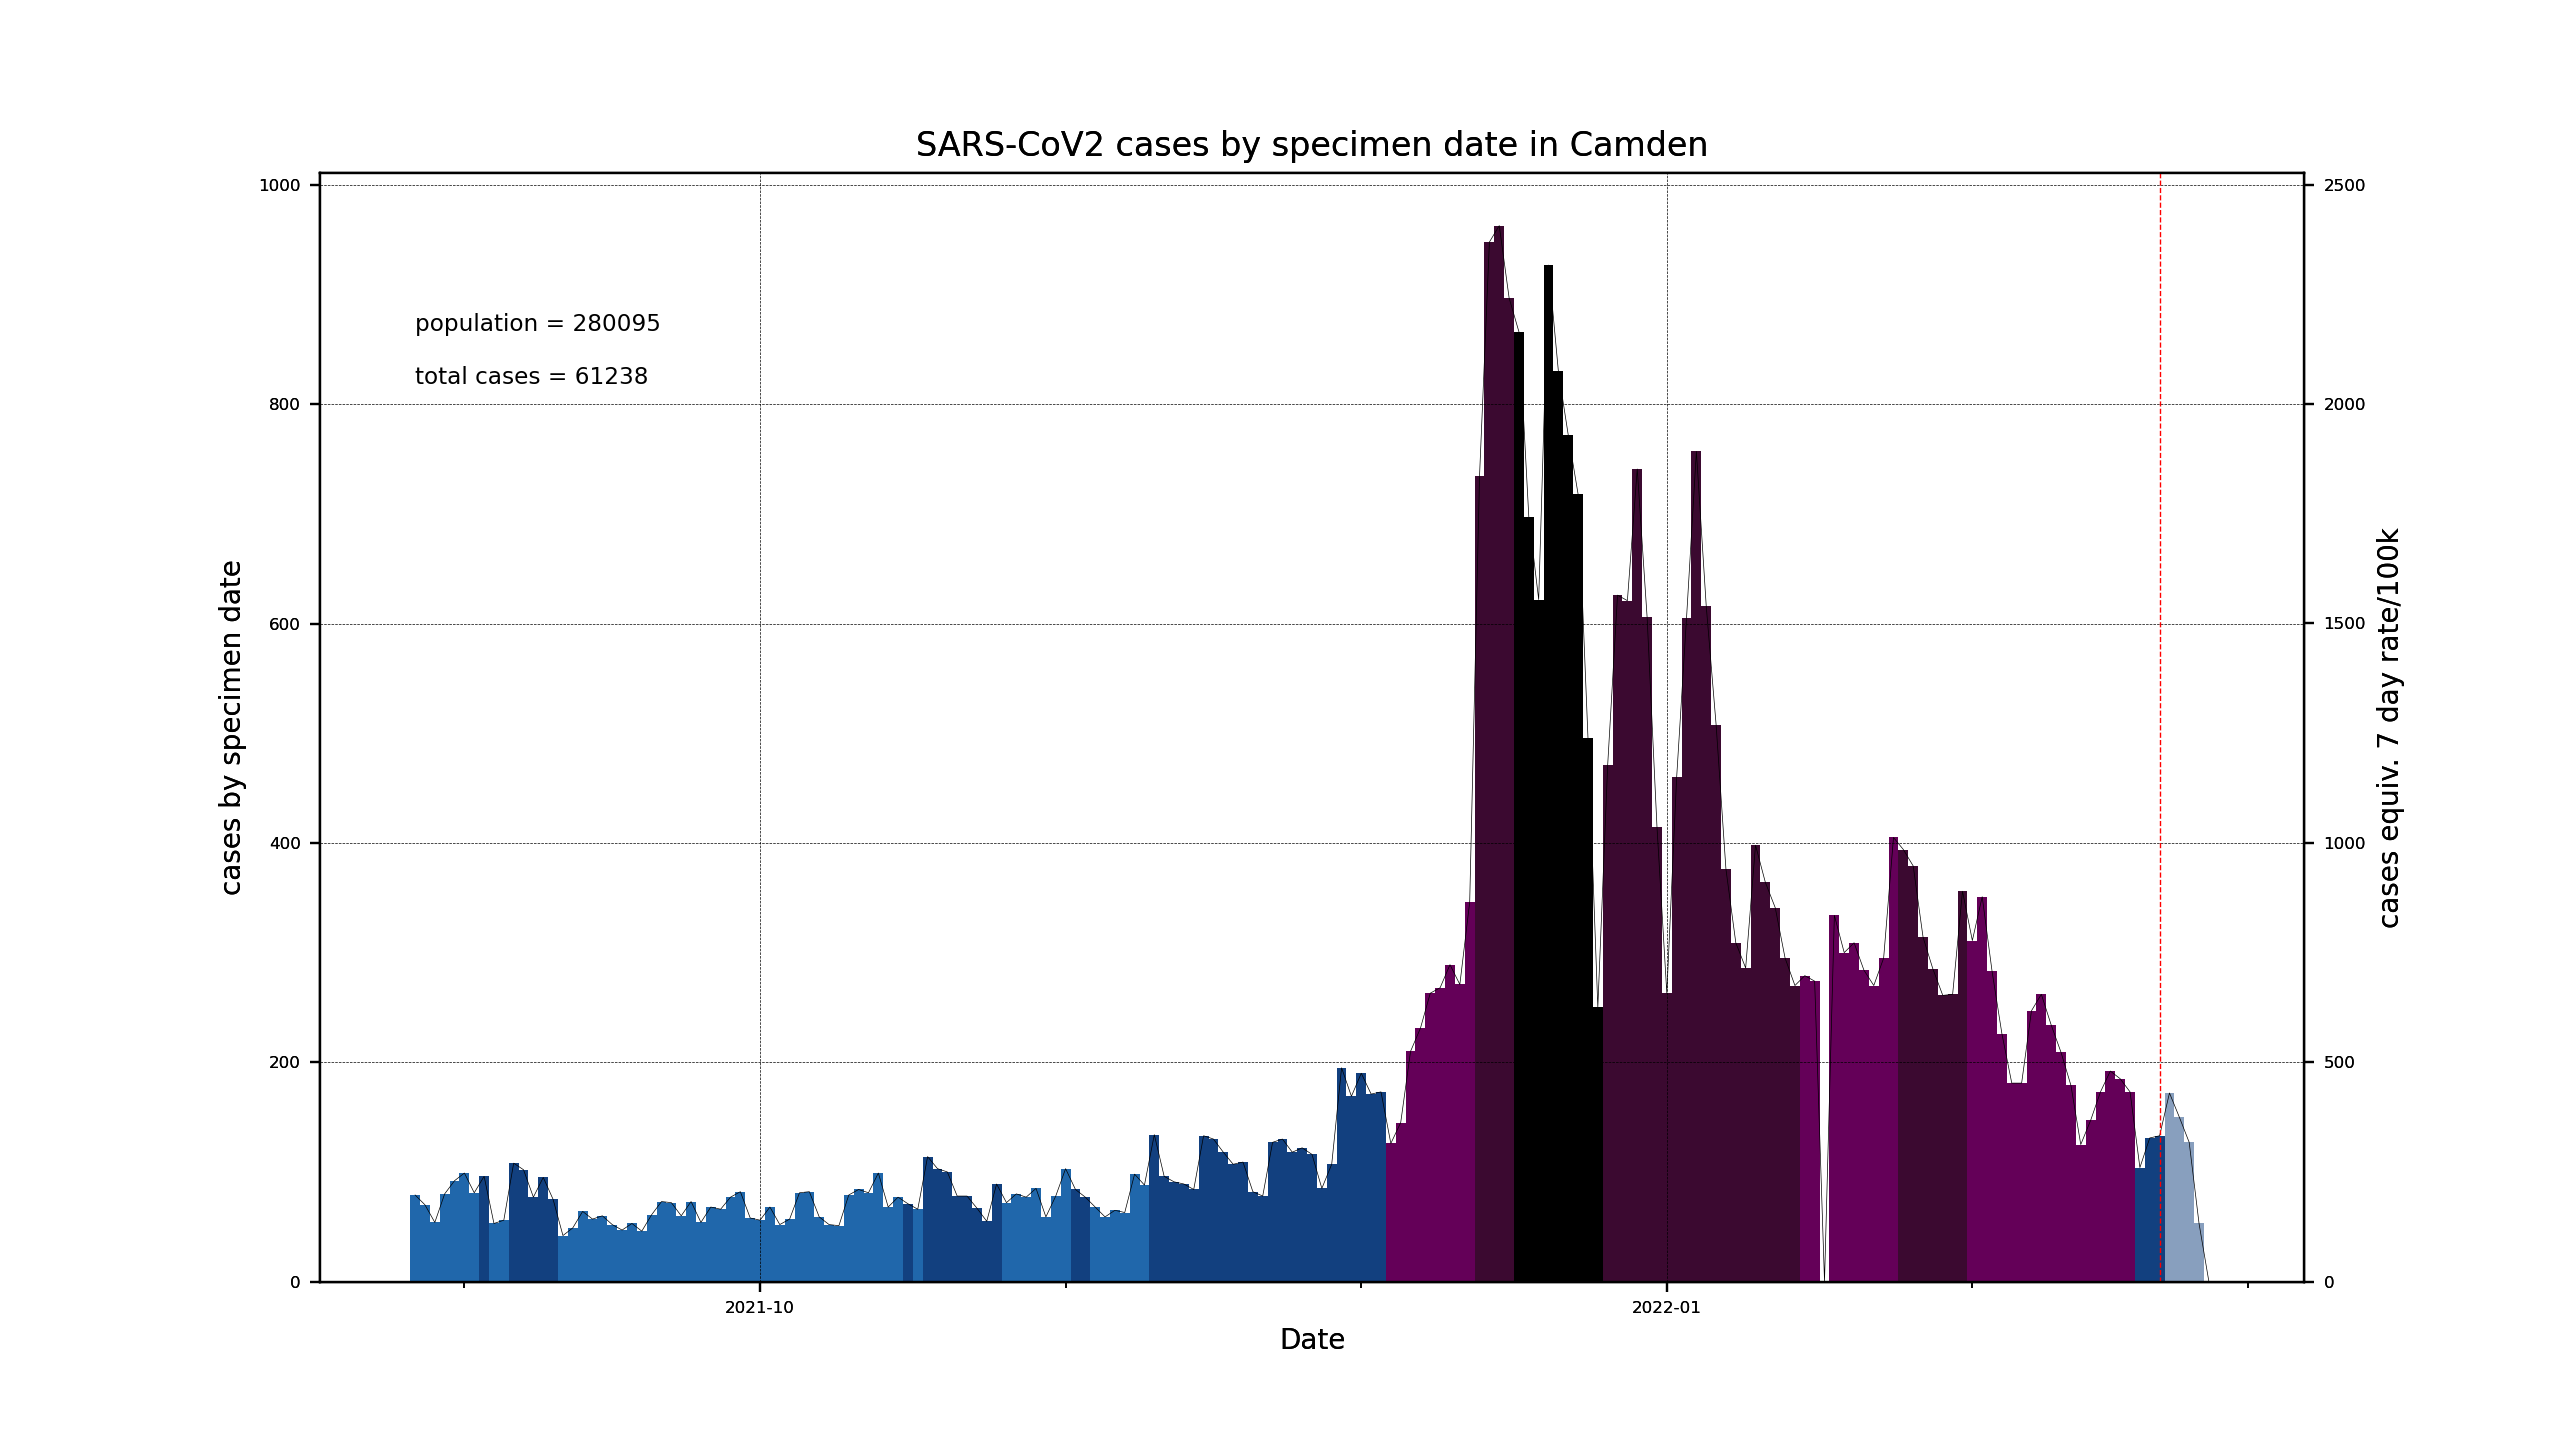 SARS-CoV2 cases by specimen date in Camden
1000
800
600
400
200
0
cases by specimen date
population = 280095
total cases = 61238
2500
2000
1500
1000
500
0
cases equiv. 7 day rate/100k
2021-10
2022-01
Date